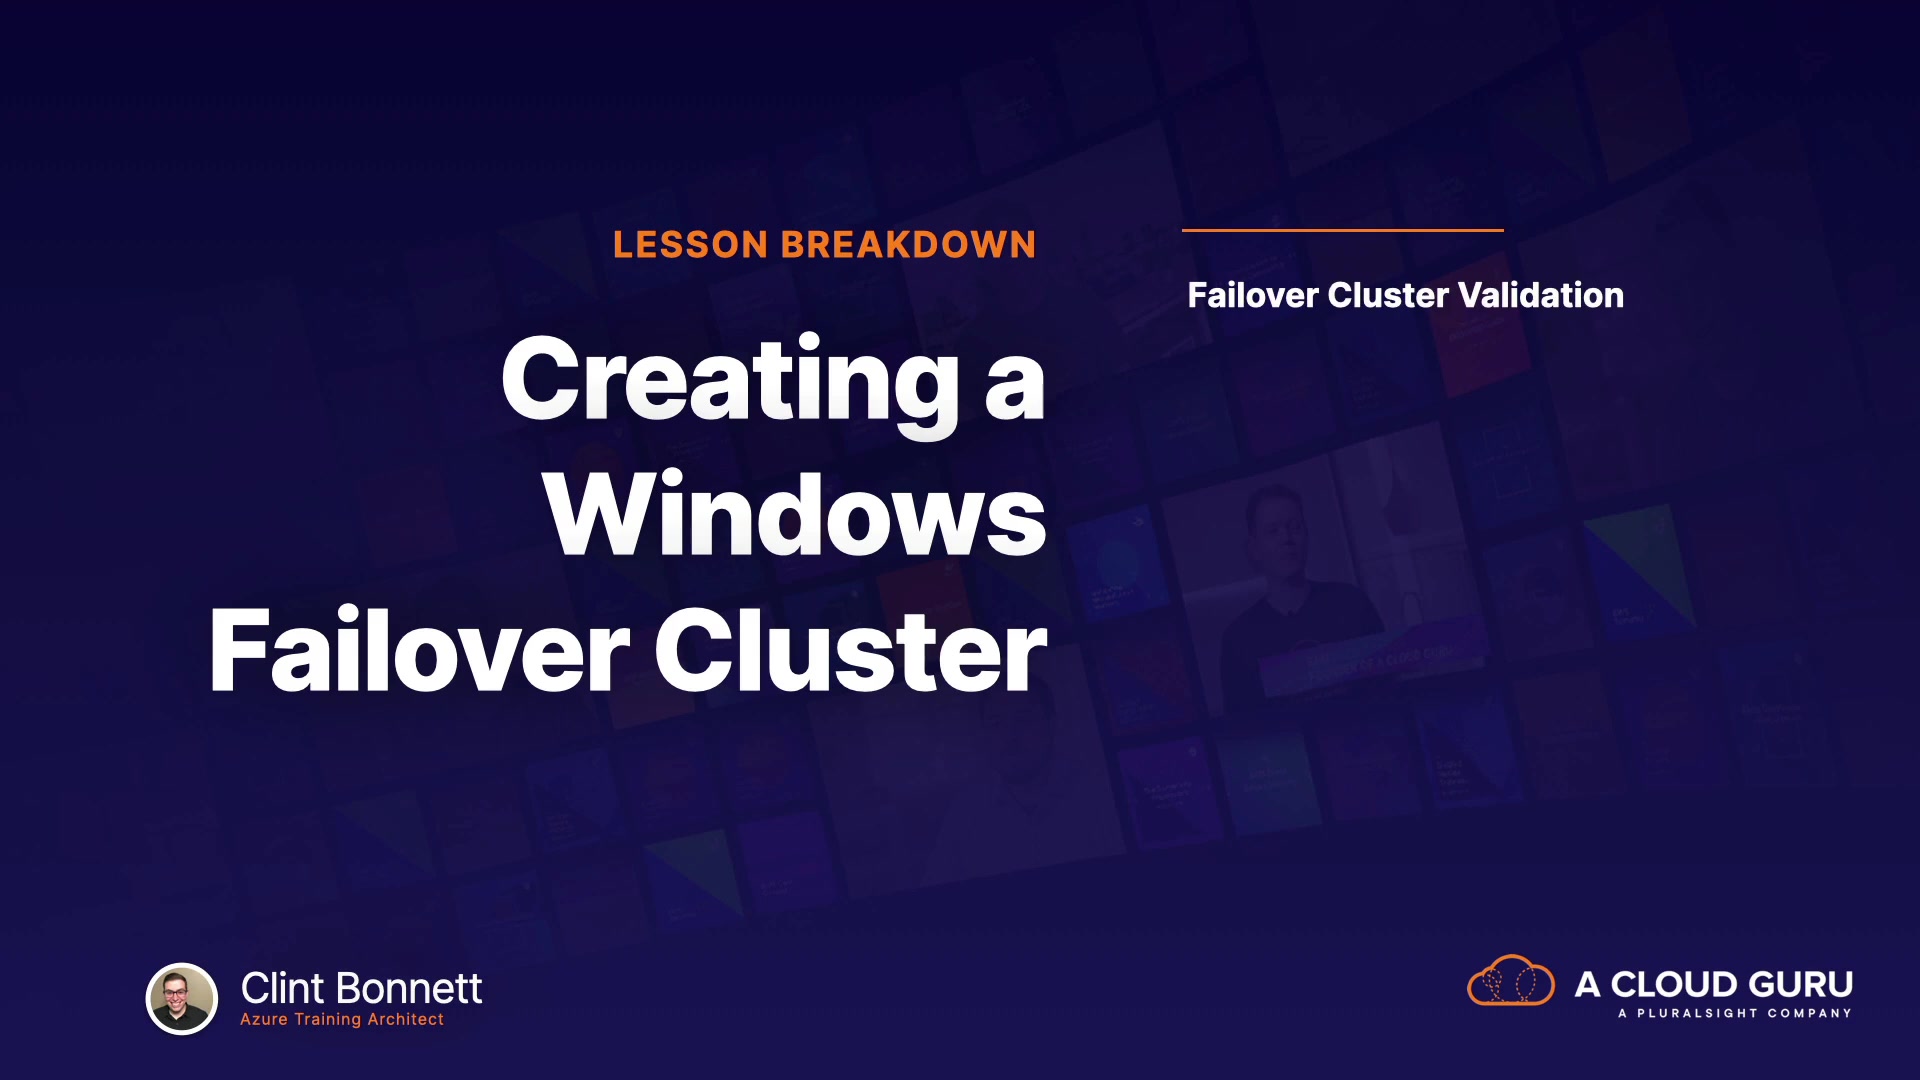 LESSON BREAKDOWN
Creating a
Windows
Failover Cluster
Failover Cluster Validation
Clint Bonnett
Azure Training Architect
A CLOUD GURU
A PLURALSIGHT COMPANY